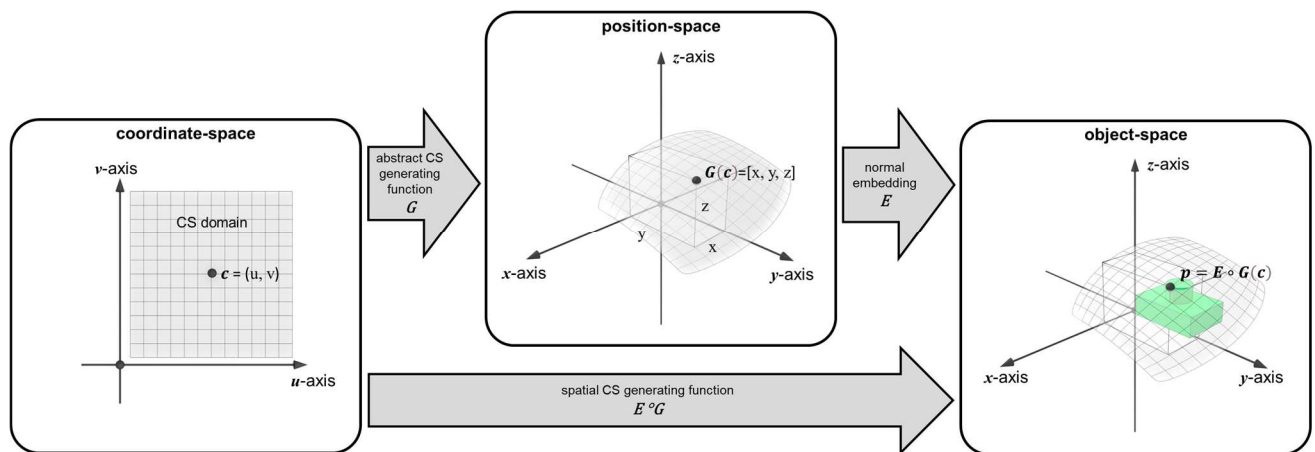 coordinate-space
v-axis
CS domain
c = (u, v)
u-axis
abstract CS
generating
function
G
position-space
z-axis
G(c)=[x, y, z]
z
y
x
x-axis
y-axis
normal
embedding
E
object-space
z-axis
p = E∘G(c)
x-axis
y-axis
spatial CS generating function
E°G